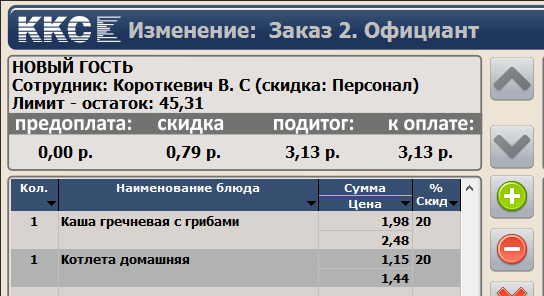 ККС Изменение: Заказ 2. Официант
НОВЫЙ ГОСТЬ
Сотрудник: Короткевич В. С (скидка: Персонал)
Лимит - остаток: 45,31
предоплата: скидка подитог: к оплате:
0,00 р. 0,79 р. 3,13 р. 3,13 р.
Кол. Наименование блюда Сумма %
Цена Скид
1 Каша гречневая с грибами 1,98 20
2,48
1 Котлета домашняя 1,15 20
1,44